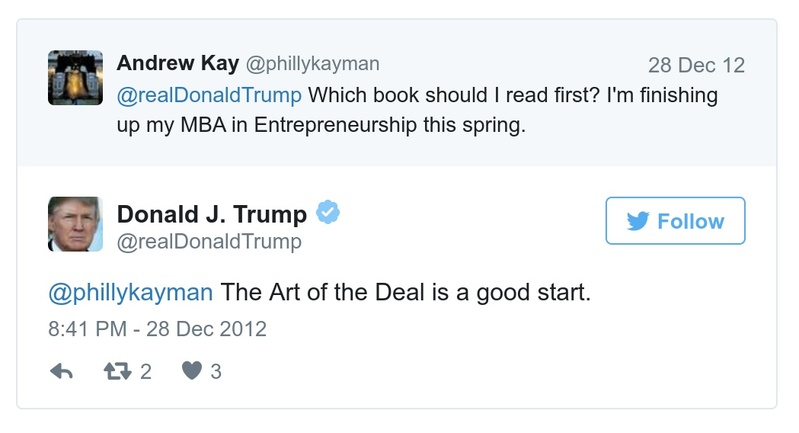 Andrew Kay @phillykayman 28 Dec 12
@realDonaldTrump Which book should I read first? I'm finishing
up my MBA in Entrepreneurship this spring.
Donald J. Trump
@realDonaldTrump
Follow
@phillykayman The Art of the Deal is a good start.
8:41 PM - 28 Dec 2012
2 3